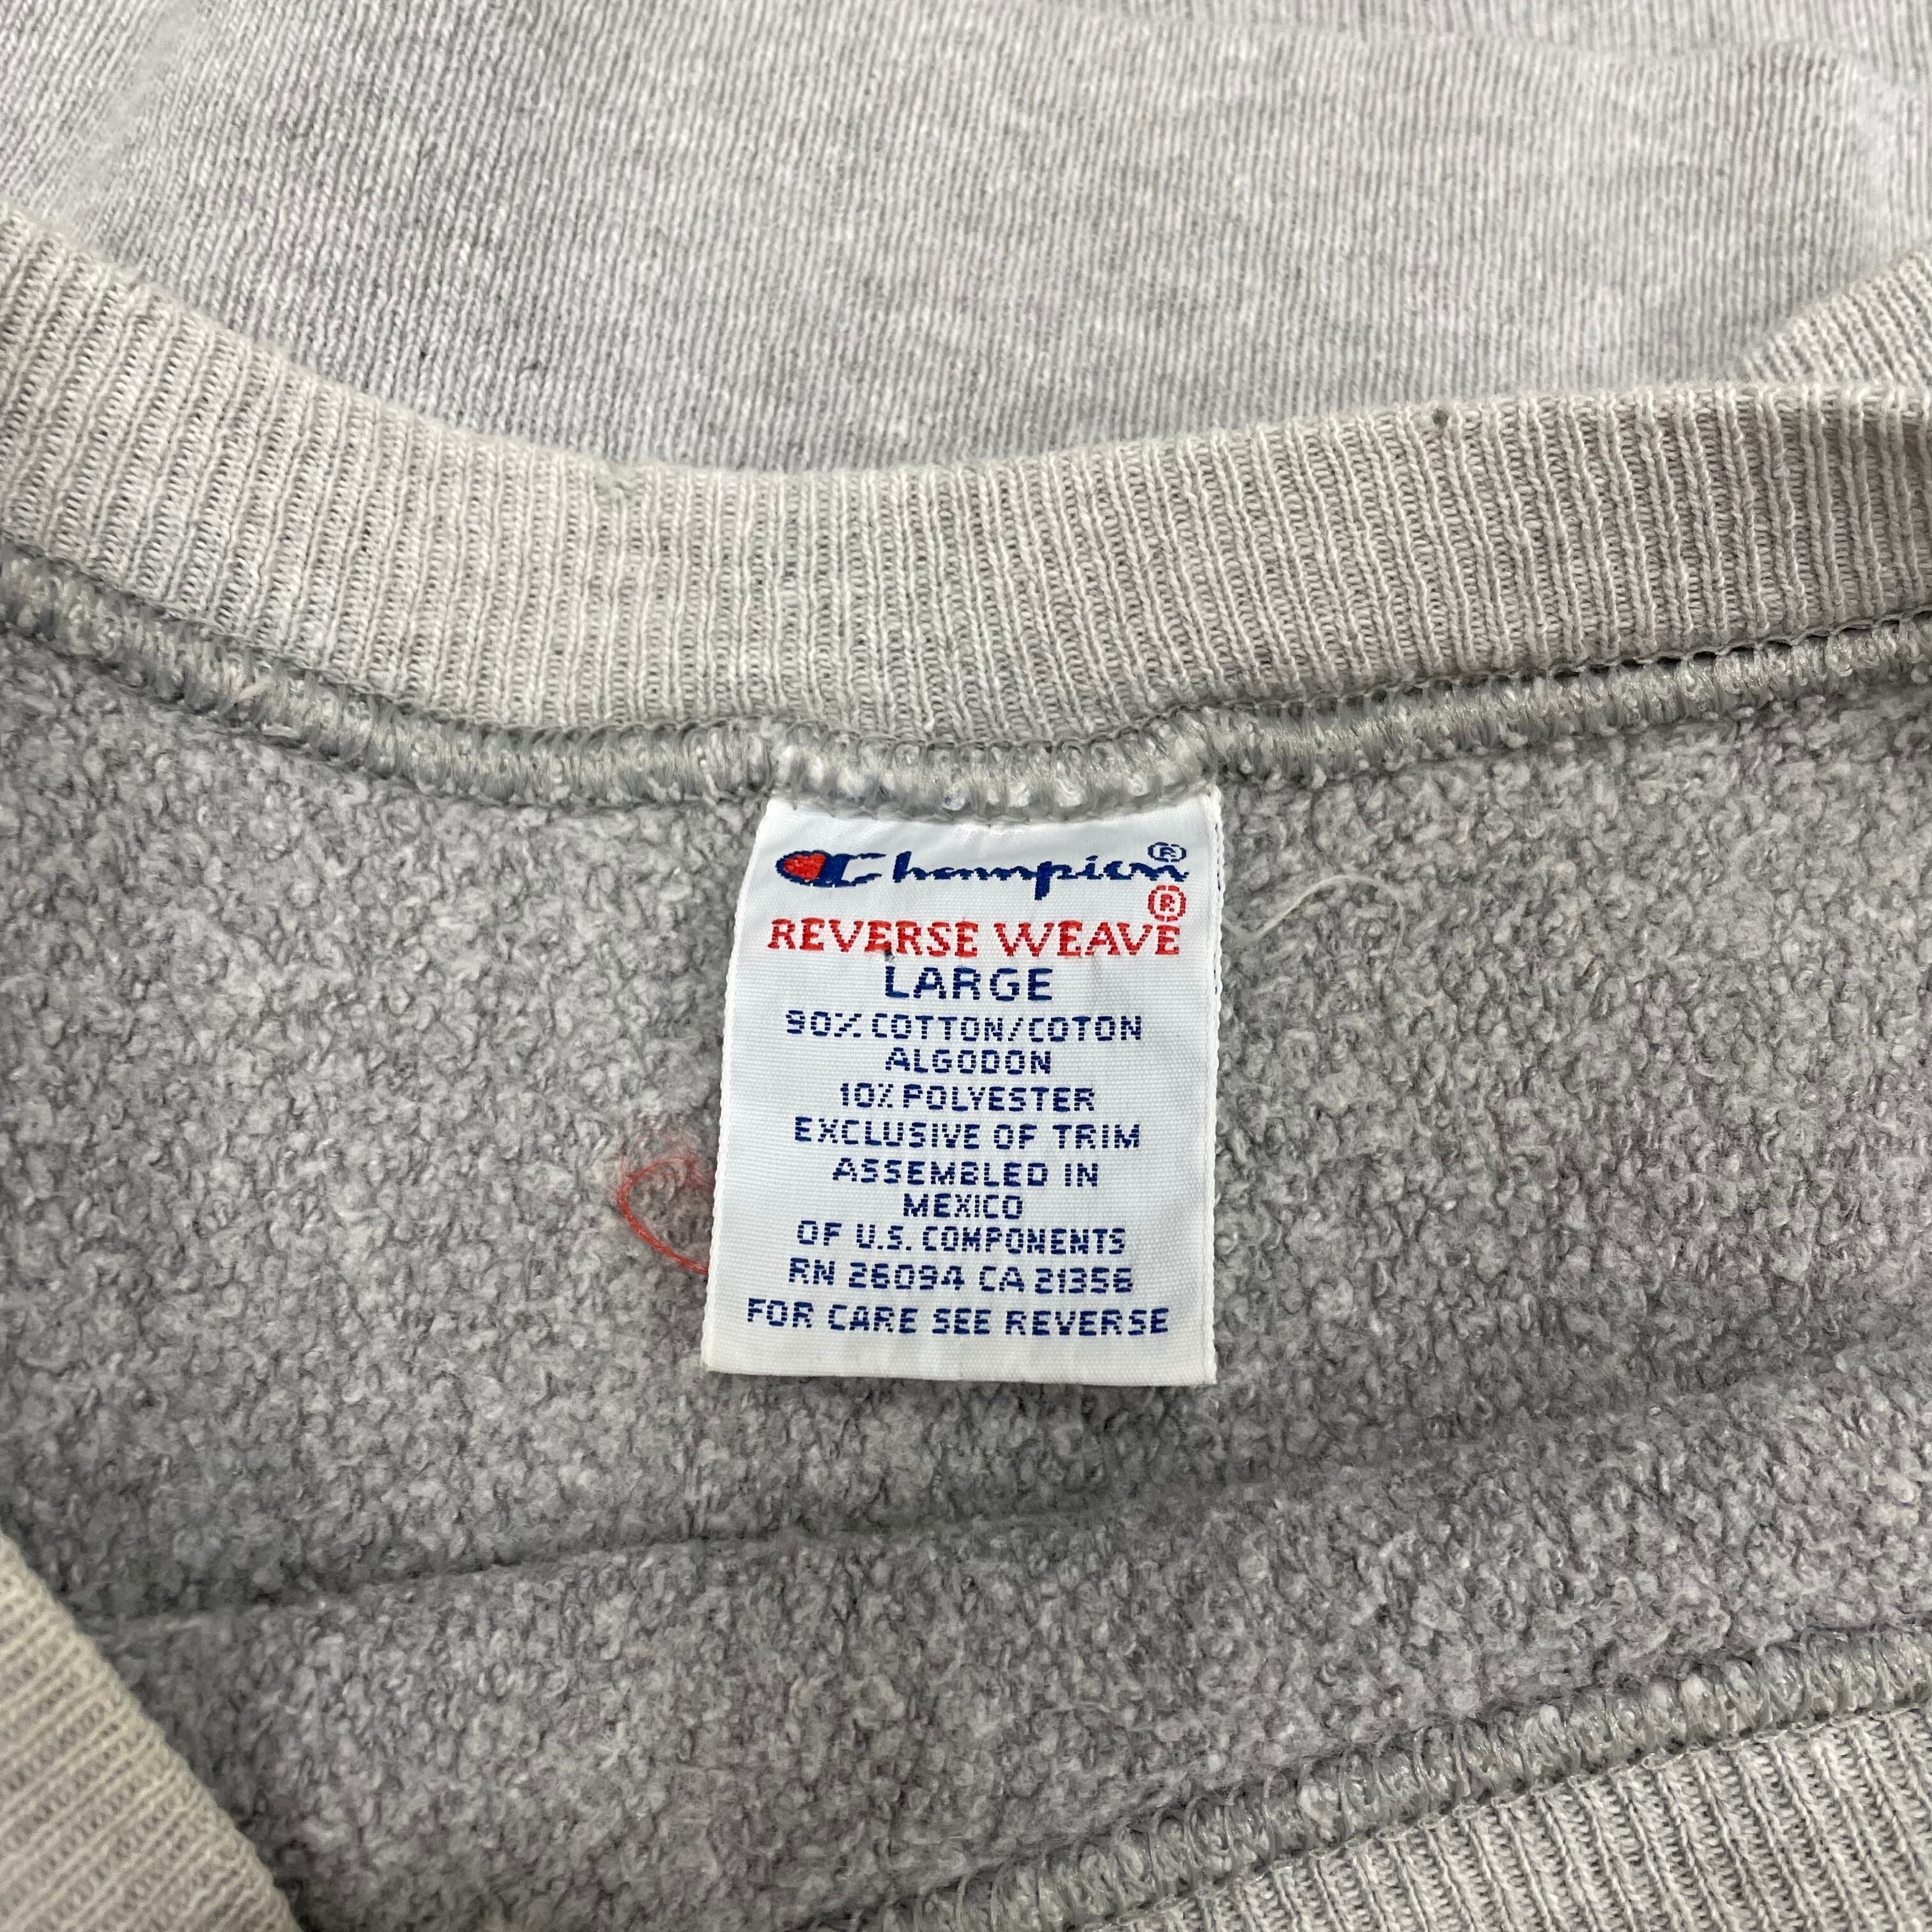 Champion®
REVERSE WEAVE®
LARGE
90% COTTON/COTON
ALGODON
10% POLYESTER
EXCLUSIVE OF TRIM
ASSEMBLED IN
MEXICO
OF U.S. COMPONENTS
RN 26094 CA 21356
FOR CARE SEE REVERSE